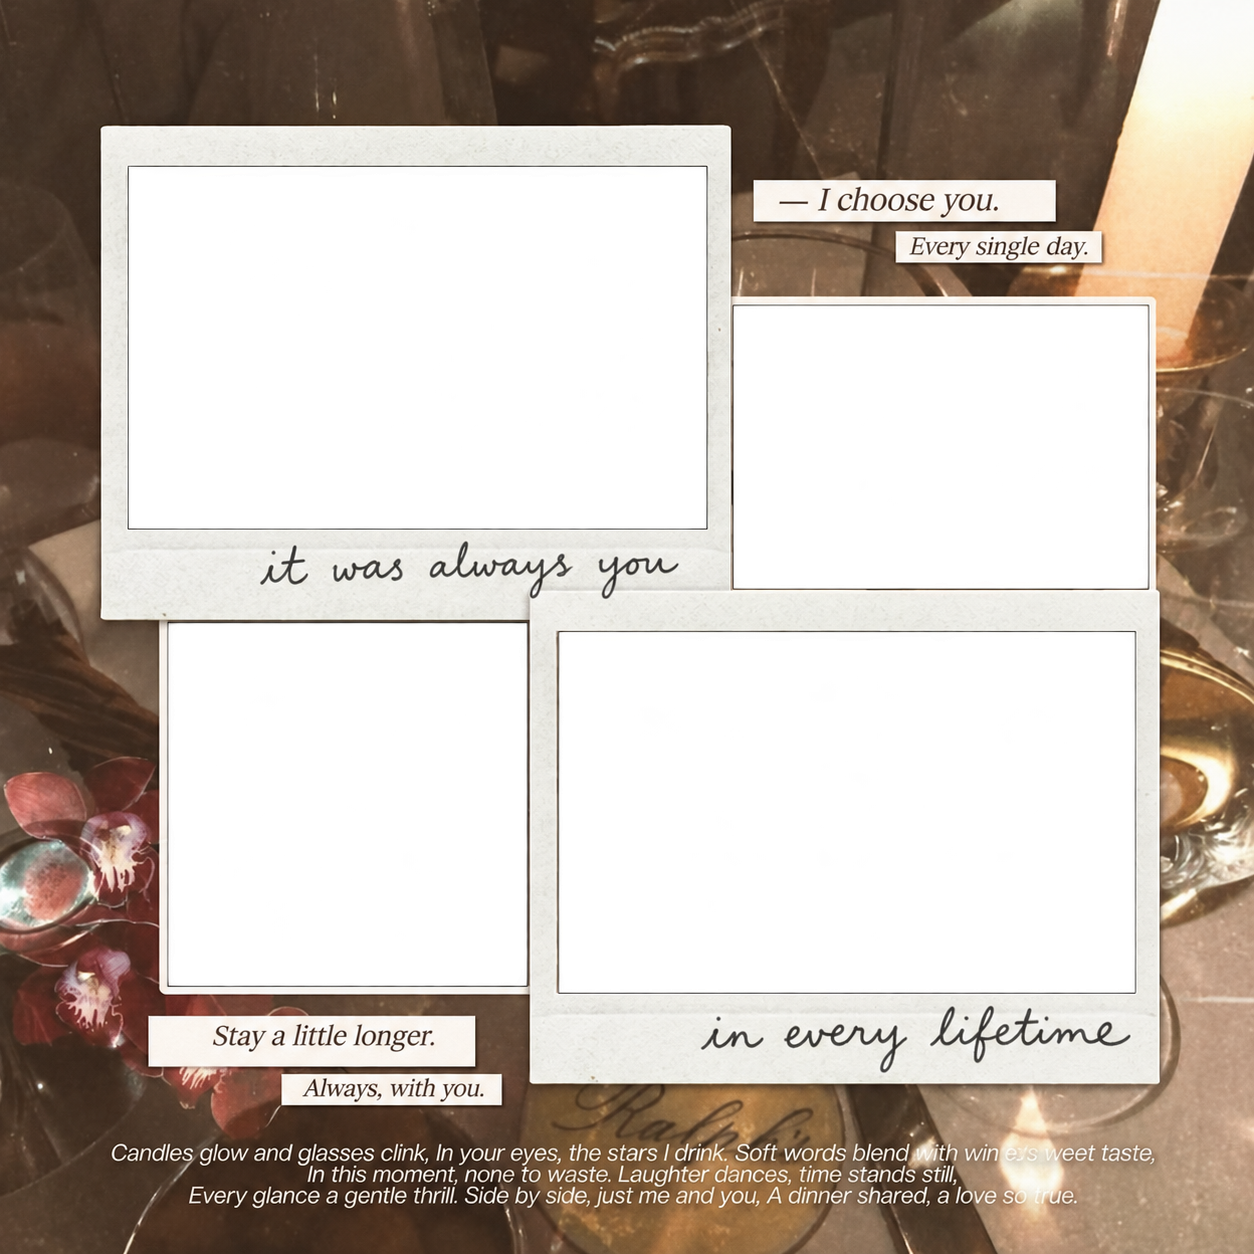 — I choose you.
Every single day.
it was always you
in every lifetime
Stay a little longer.
Always, with you.
Ralph's
Candles glow and glasses clink, In your eyes, the stars I drink. Soft words blend with win e's s weet taste,
In this moment, none to waste. Laughter dances, time stands still,
Every glance a gentle thrill. Side by side, just me and you, A dinner shared, a love so true.